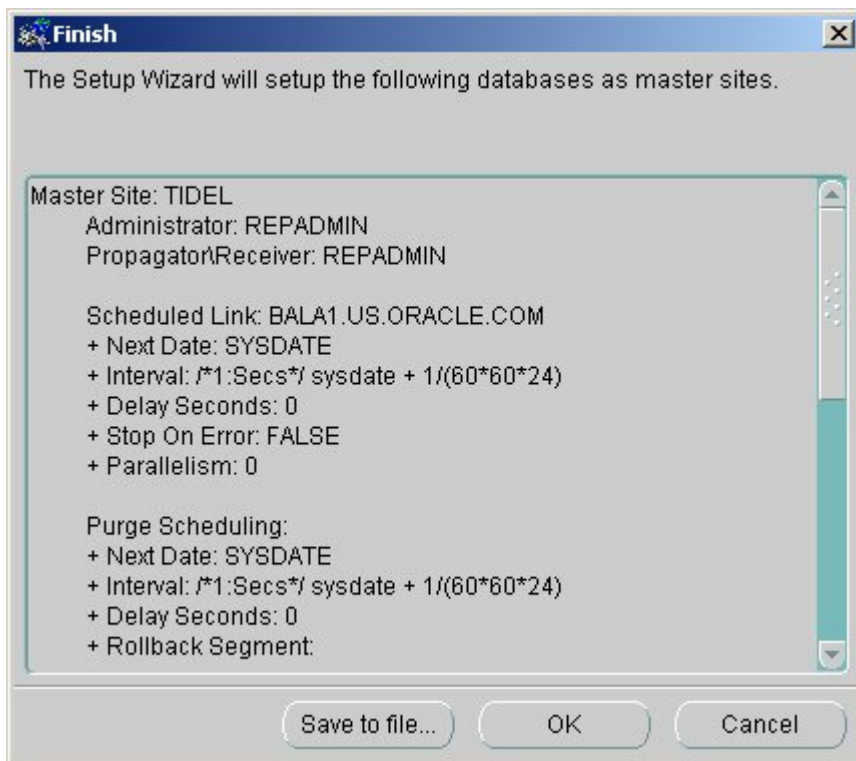 Finish
The Setup Wizard will setup the following databases as master sites.
Master Site: TIDEL
Administrator: REPADMIN
Propagator\Receiver: REPADMIN
Scheduled Link: BALA1.US.ORACLE.COM
+ Next Date: SYSDATE
+ Interval: /*1:Secs*/ sysdate + 1/(60*60*24)
+ Delay Seconds: 0
+ Stop On Error: FALSE
+ Parallelism: 0
Purge Scheduling:
+ Next Date: SYSDATE
+ Interval: /*1:Secs*/ sysdate + 1/(60*60*24)
+ Delay Seconds: 0
+ Rollback Segment:
Save to file... OK Cancel